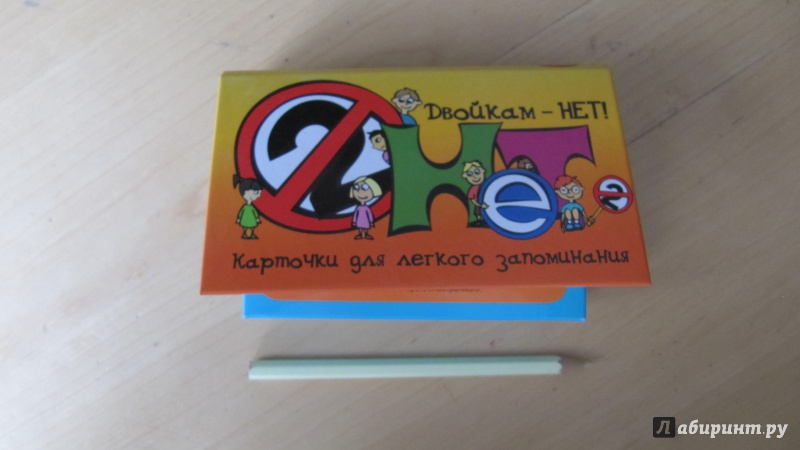 Двойкам – НЕТ!
2 НеТ
2
Карточки для легкого запоминания
Лабиринт.ру